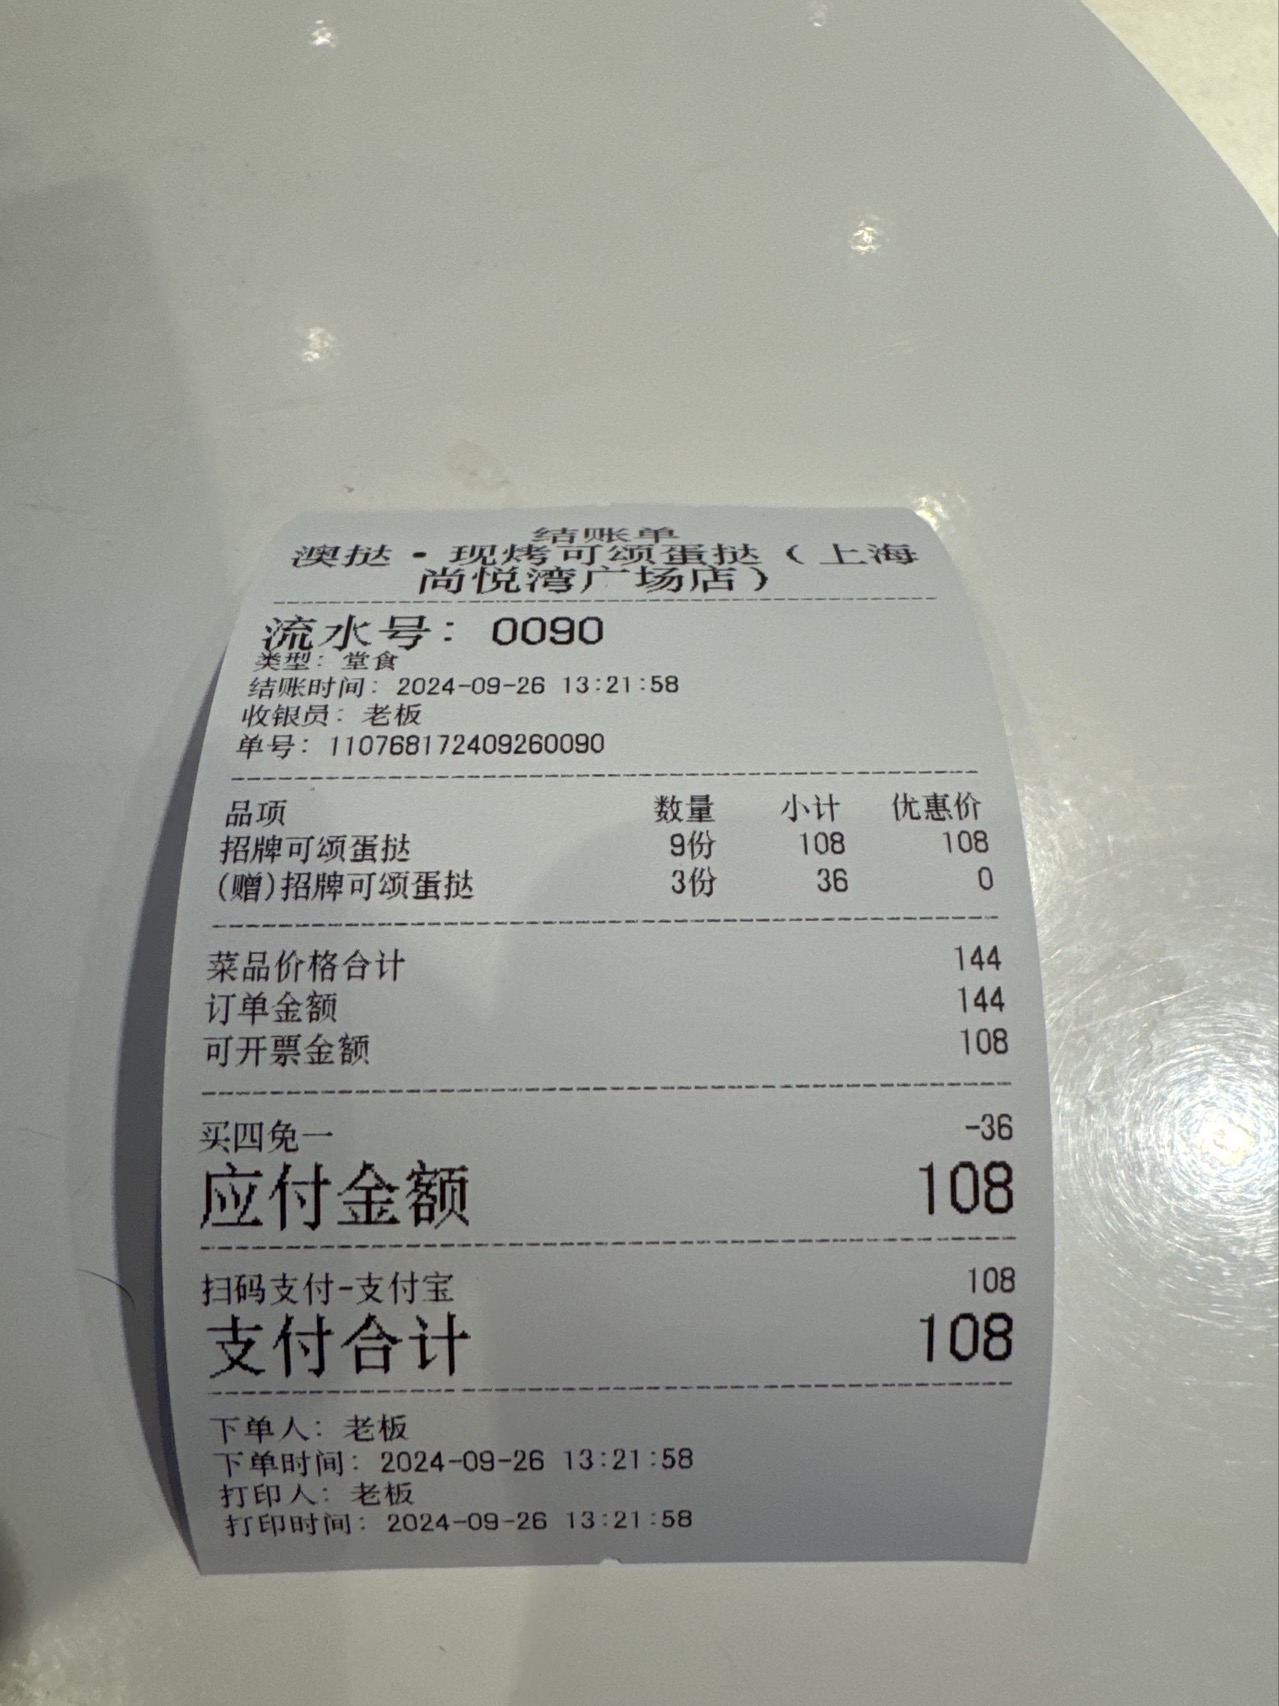 结账单
澳挞·现烤可颂蛋挞（上海
尚悦湾广场店）
流水号：0090
类型：堂食
结账时间：2024-09-26 13:21:58
收银员：老板
单号：110768172409260090
品项 数量 小计 优惠价
招牌可颂蛋挞 9份 108 108
(赠)招牌可颂蛋挞 3份 36 0
菜品价格合计 144
订单金额 144
可开票金额 108
买四免一 -36
应付金额 108
扫码支付-支付宝 108
支付合计 108
下单人：老板
下单时间：2024-09-26 13:21:58
打印人：老板
打印时间：2024-09-26 13:21:58